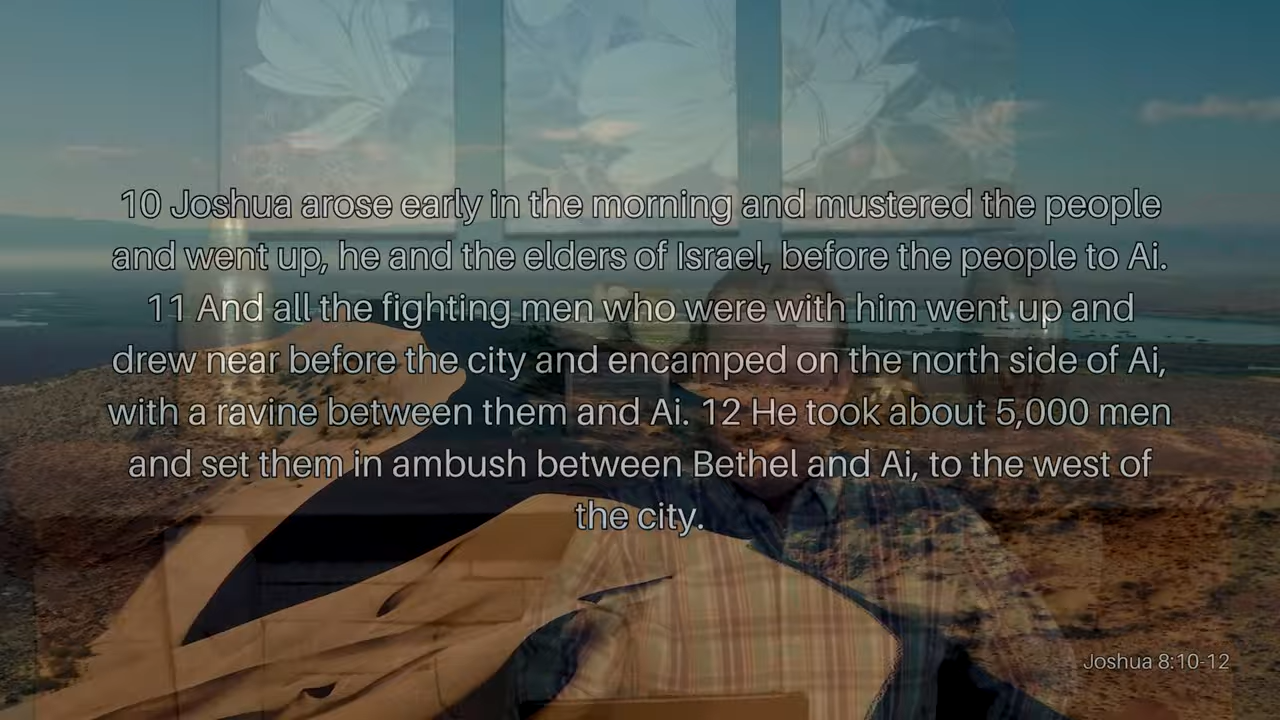 10 Joshua arose early in the morning and mustered the people
and went up, he and the elders of Israel, before the people to Ai.
11 And all the fighting men who were with him went up and
drew near before the city and encamped on the north side of Ai,
with a ravine between them and Ai. 12 He took about 5,000 men
and set them in ambush between Bethel and Ai, to the west of
the city.
Joshua 8:10-12